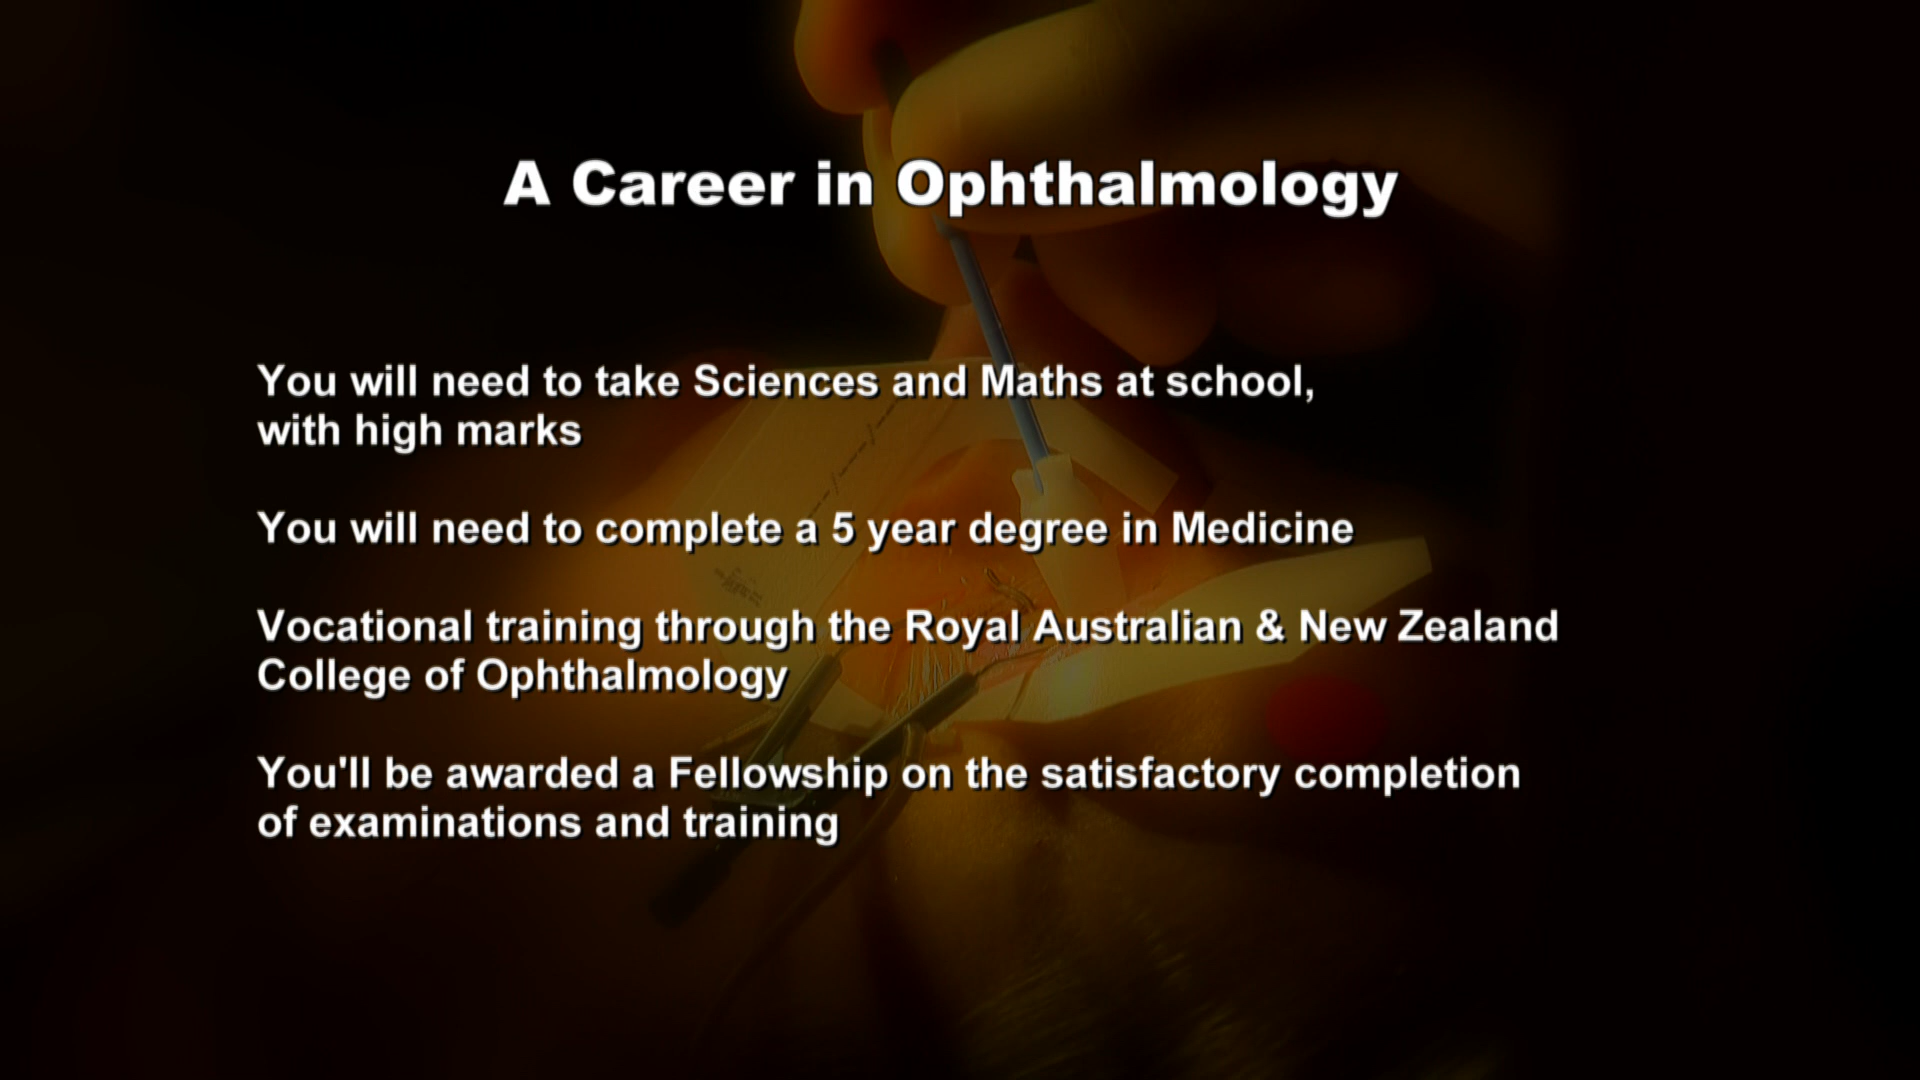 A Career in Ophthalmology
You will need to take Sciences and Maths at school,
with high marks
You will need to complete a 5 year degree in Medicine
Vocational training through the Royal Australian & New Zealand
College of Ophthalmology
You'll be awarded a Fellowship on the satisfactory completion
of examinations and training